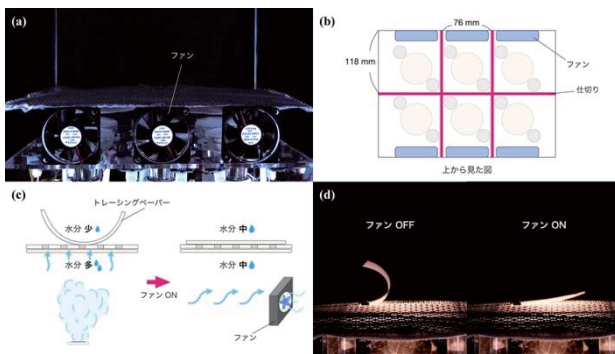 (a)
ファン
(b)
76 mm
118 mm
ファン
仕切り
上から見た図
(c)
トレーシングペーパー
水分 少
水分 多
ファン ON
水分 中
水分 中
ファン
(d)
ファン OFF
ファン ON